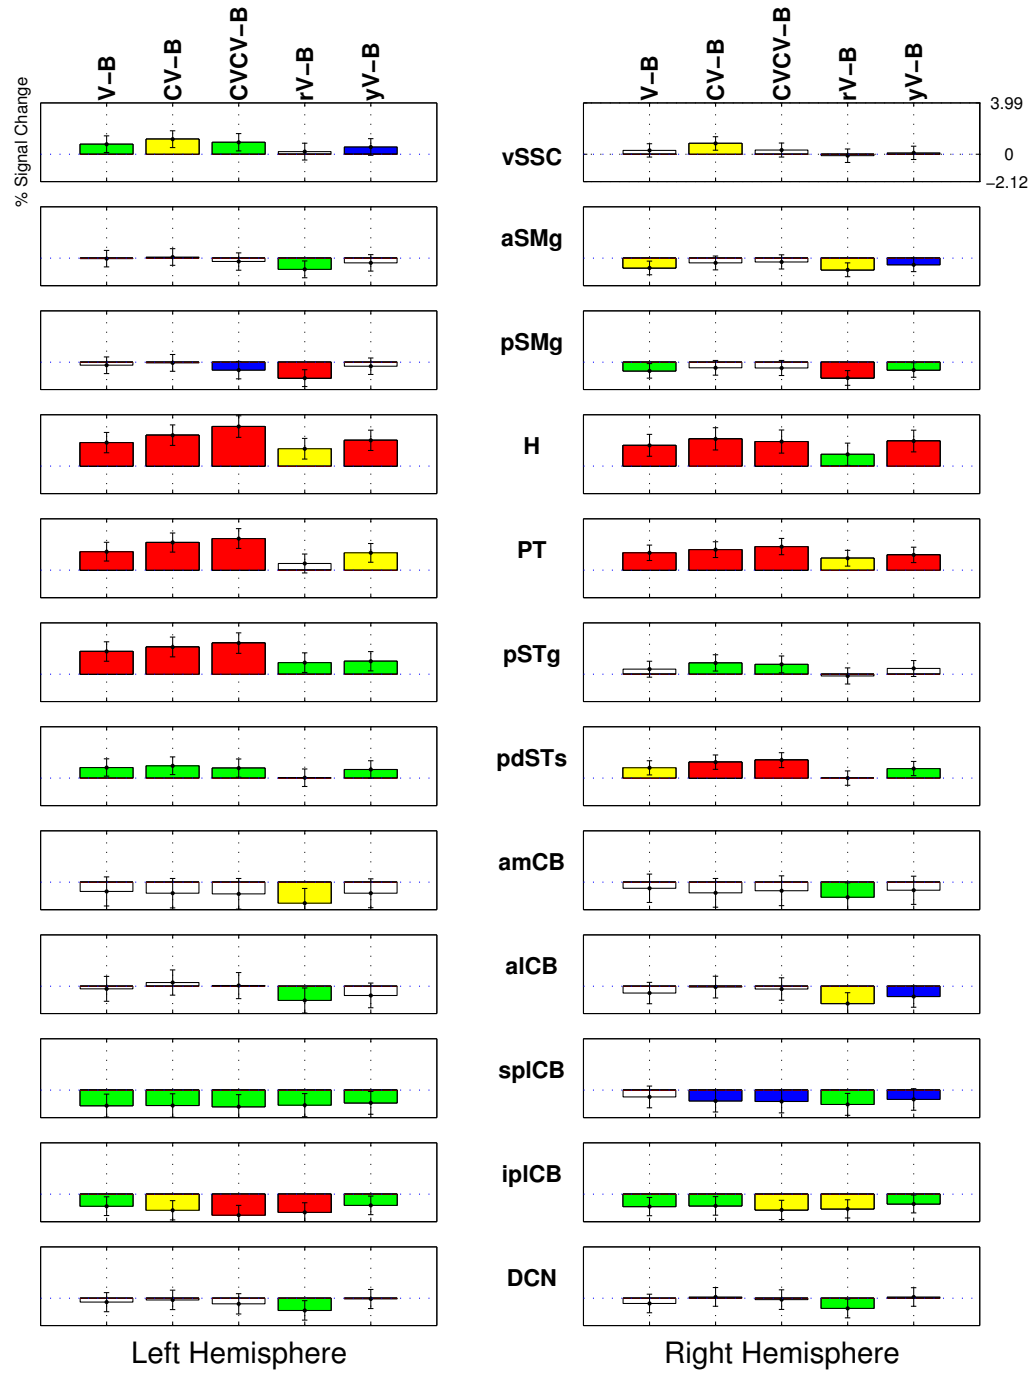 V−B CV−B CVCV−B rV−B yV−B
V−B CV−B CVCV−B rV−B yV−B
% Signal Change
3.99
0
−2.12
vSSC
aSMg
pSMg
H
PT
pSTg
pdSTs
amCB
alCB
splCB
iplCB
DCN
Left Hemisphere
Right Hemisphere